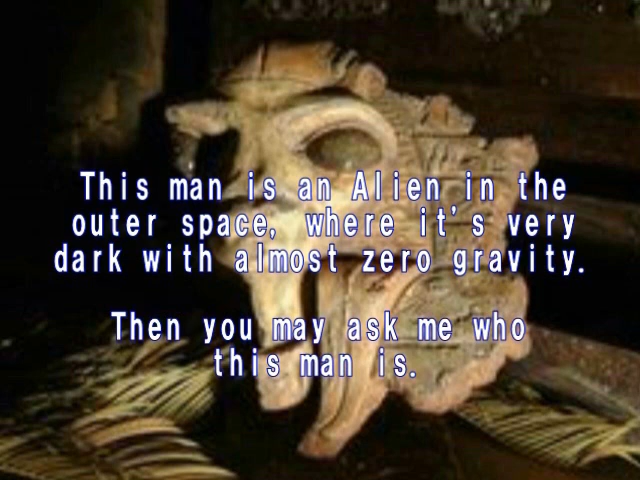 This man is an Alien in the
outer space, where it's very
dark with almost zero gravity.
Then you may ask me who
this man is.